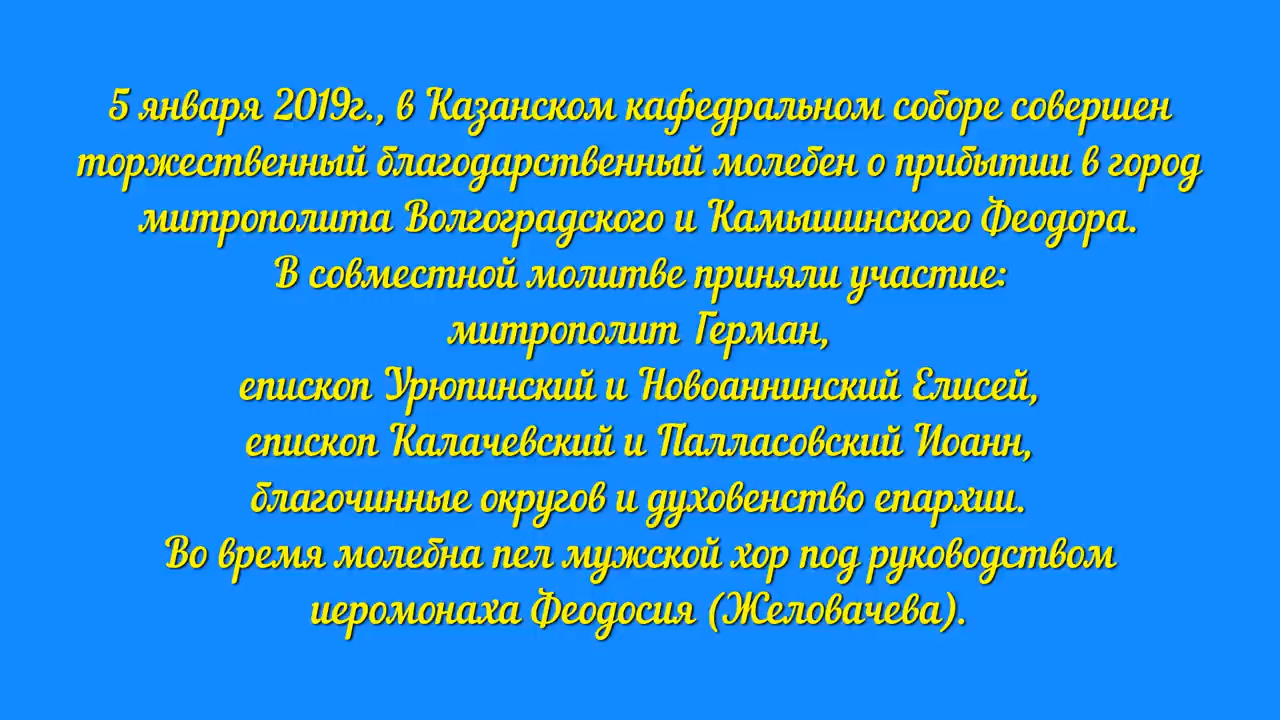 5 января 2019г., в Казанском кафедральном соборе совершен
торжественный благодарственный молебен о прибытии в город
митрополита Волгоградского и Камышинского Феодора.
В совместной молитве приняли участие:
митрополит Герман,
епископ Урюпинский и Новоаннинский Елисей,
епископ Калачевский и Палласовский Иоанн,
благочинные округов и духовенство епархии.
Во время молебна пел мужской хор под руководством
иеромонаха Феодосия (Желовачева).